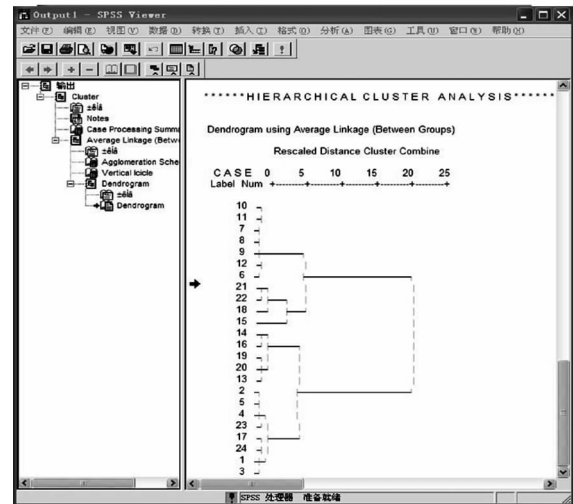 Output1 - SPSS Viewer
文件(F) 编辑(E) 视图(V) 数据(D) 转换(T) 插入(I) 格式(O) 分析(A) 图表(G) 工具(U) 窗口(W) 帮助(H)
输出
Cluster
±êÌâ
Notes
Case Processing Summa
Average Linkage (Betwe
±êÌâ
Agglomeration Sche
Vertical Icicle
Dendrogram
±êÌâ
Dendrogram
******HIERARCHICAL CLUSTER ANALYSIS******
Dendrogram using Average Linkage (Between Groups)
Rescaled Distance Cluster Combine
CASE 0 5 10 15 20 25
Label Num +---------+---------+---------+---------+---------+
10
11
7
8
9
12
6
21
22
18
15
14
16
19
20
13
2
5
4
23
17
24
1
3
SPSS 处理器 准备就绪